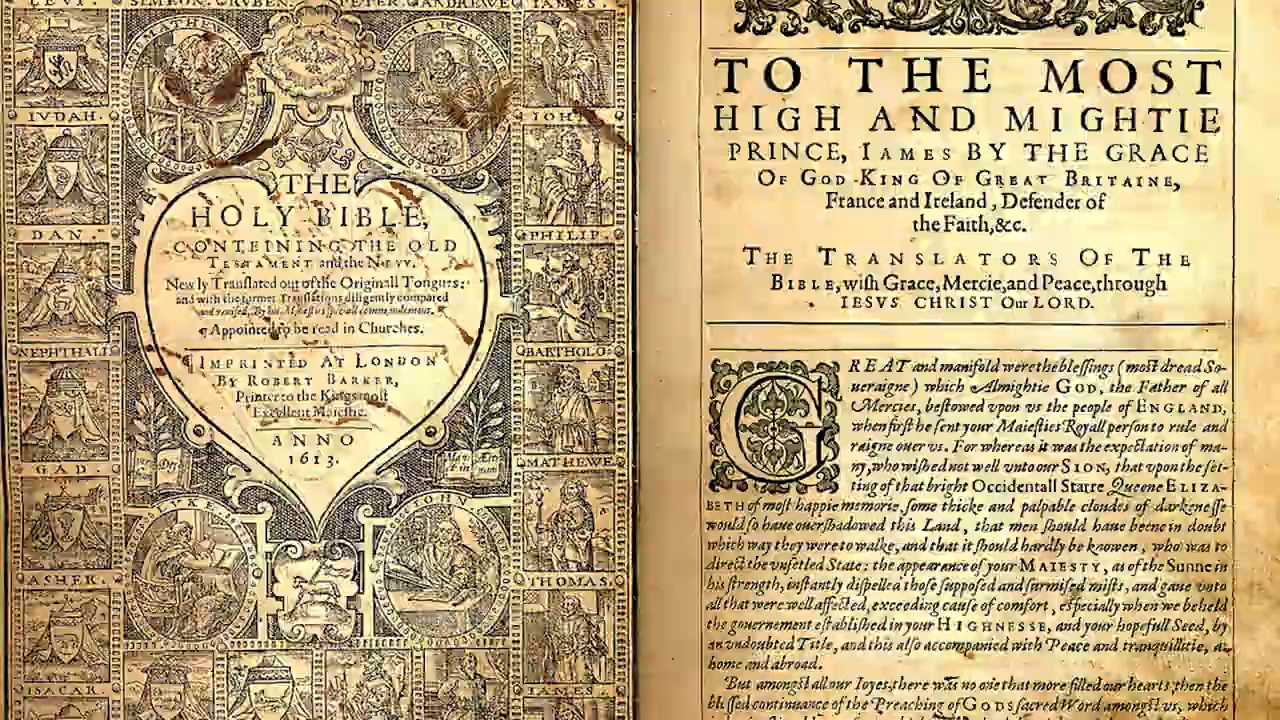 LEVI.
SIMEON.
RVBEN.
PETER.
ANDREWE
IAMES.
MATHEW
MARC
IVDAH.
IOHN
DAN.
PHILIP.
NEPHTHALI
BARTHOLO:
GAD.
MATHEWE
ASHER.
THOMAS.
ISACAR.
IAMES
LVKE
IOHN
THE
HOLY BIBLE,
CONTEINING THE OLD
TESTAMENT and the NEVV.
Newly Translated out of the Originall Tongues:
and with the former Translations diligently compared
and reuised, By his Maiesties speciall commandement.
¶Appointed to be read in Churches.
¶IMPRINTED AT LONDON
BY ROBERT BARKER,
Printer to the Kings most
Excellent Maiestie.
ANNO
1613.
TO THE MOST
HIGH AND MIGHTIE
PRINCE, IAMES BY THE GRACE
OF GOD KING OF GREAT BRITAINE,
France and Ireland, Defender of
the Faith,&c.
THE TRANSLATORS OF THE
BIBLE, wish Grace, Mercie, and Peace, through
IESVS CHRIST Our LORD.
GREAT and manifold were the blessings (most dread So-
ueraigne) which Almightie GOD, the Father of all
Mercies, bestowed vpon vs the people of ENGLAND,
when first he sent your Maiesties Royall person to rule and
raigne ouer vs. For whereas it was the expectation of ma-
ny, who wished not well vnto our SION, that vpon the set-
ting of that bright Occidentall Starre Queene ELIZA-
BETH of most happie memorie, some thicke and palpable cloudes of darkenesse
would so haue ouershadowed this Land, that men should haue beene in doubt
which way they were to walke, and that it should hardly be knowen, who was to
direct the vnsetled State: the appearance of your MAIESTY, as of the Sunne in
his strength, instantly dispelled those supposed and surmised mists, and gaue vnto
all that were well affected, exceeding cause of comfort, especially when we beheld
the gouernement established in your HIGHNESSE, and your hopefull Seed, by
an vndoubted Title, and this also accompanied with Peace and tranquillitie, at
home and abroad.
But amongst all our Ioyes, there was no one that more filled our hearts, then the
blessed continuance of the Preaching of GODS sacred Word amongst vs, which